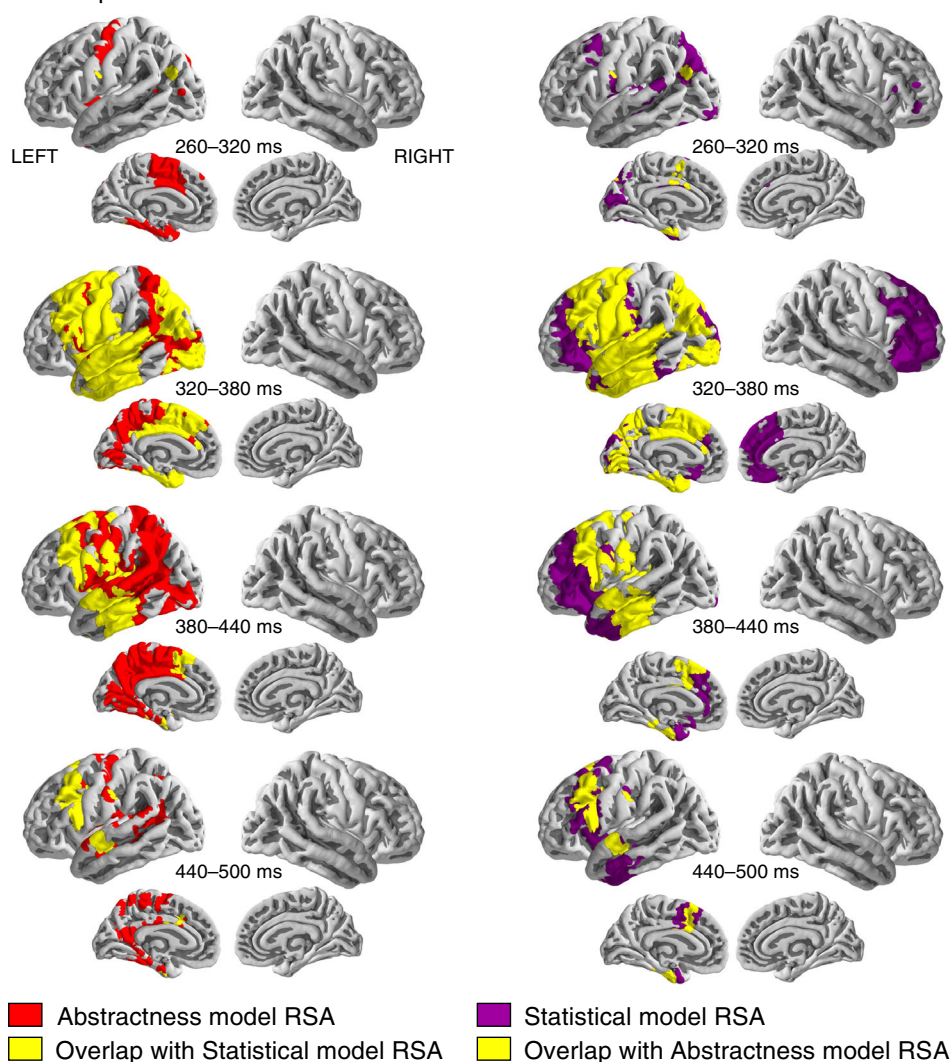 260–320 ms
260–320 ms
LEFT
RIGHT
320–380 ms
320–380 ms
380–440 ms
380–440 ms
440–500 ms
440–500 ms
Abstractness model RSA
Statistical model RSA
Overlap with Statistical model RSA
Overlap with Abstractness model RSA